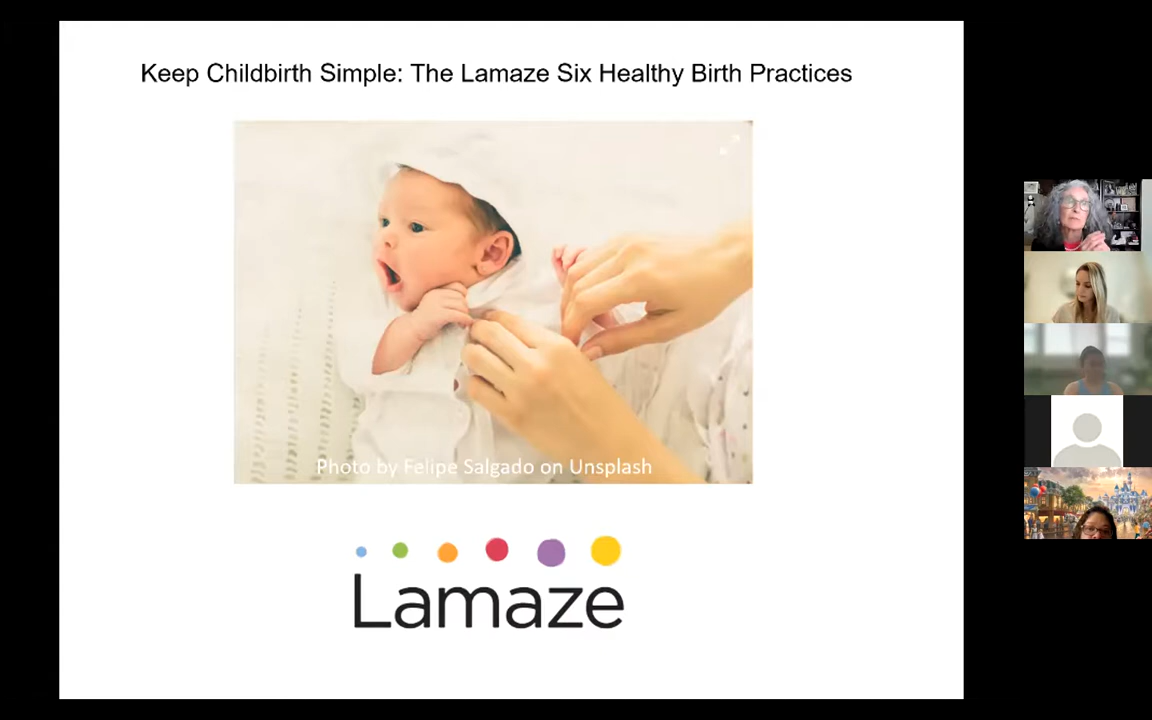 Keep Childbirth Simple: The Lamaze Six Healthy Birth Practices
Photo by Felipe Salgado on Unsplash
Lamaze